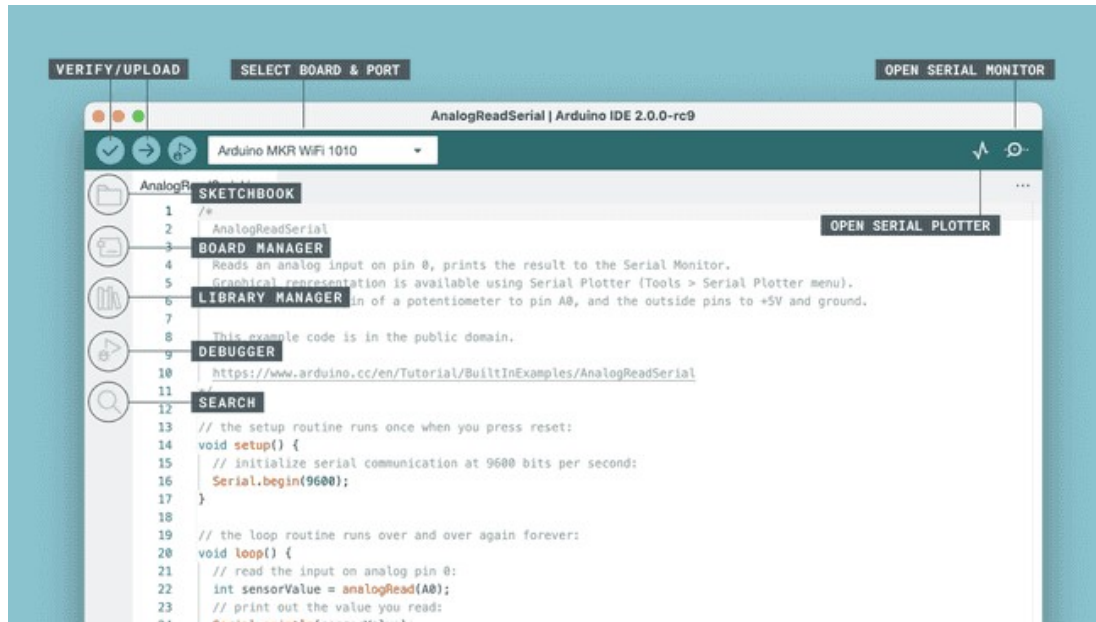 VERIFY/UPLOAD
SELECT BOARD & PORT
OPEN SERIAL MONITOR
AnalogReadSerial | Arduino IDE 2.0.0-rc9
Arduino MKR WiFi 1010
OPEN SERIAL PLOTTER
SKETCHBOOK
BOARD MANAGER
LIBRARY MANAGER
DEBUGGER
SEARCH
1 /*
2 AnalogReadSerial
3
4 Reads an analog input on pin 0, prints the result to the Serial Monitor.
5 Graphical representation is available using Serial Plotter (Tools > Serial Plotter menu).
6 in of a potentiometer to pin A0, and the outside pins to +5V and ground.
7
8 This example code is in the public domain.
9
10 https://www.arduino.cc/en/Tutorial/BuiltInExamples/AnalogReadSerial
11 */
12
13 // the setup routine runs once when you press reset:
14 void setup() {
15 // initialize serial communication at 9600 bits per second:
16 Serial.begin(9600);
17 }
18
19 // the loop routine runs over and over again forever:
20 void loop() {
21 // read the input on analog pin 0:
22 int sensorValue = analogRead(A0);
23 // print out the value you read: